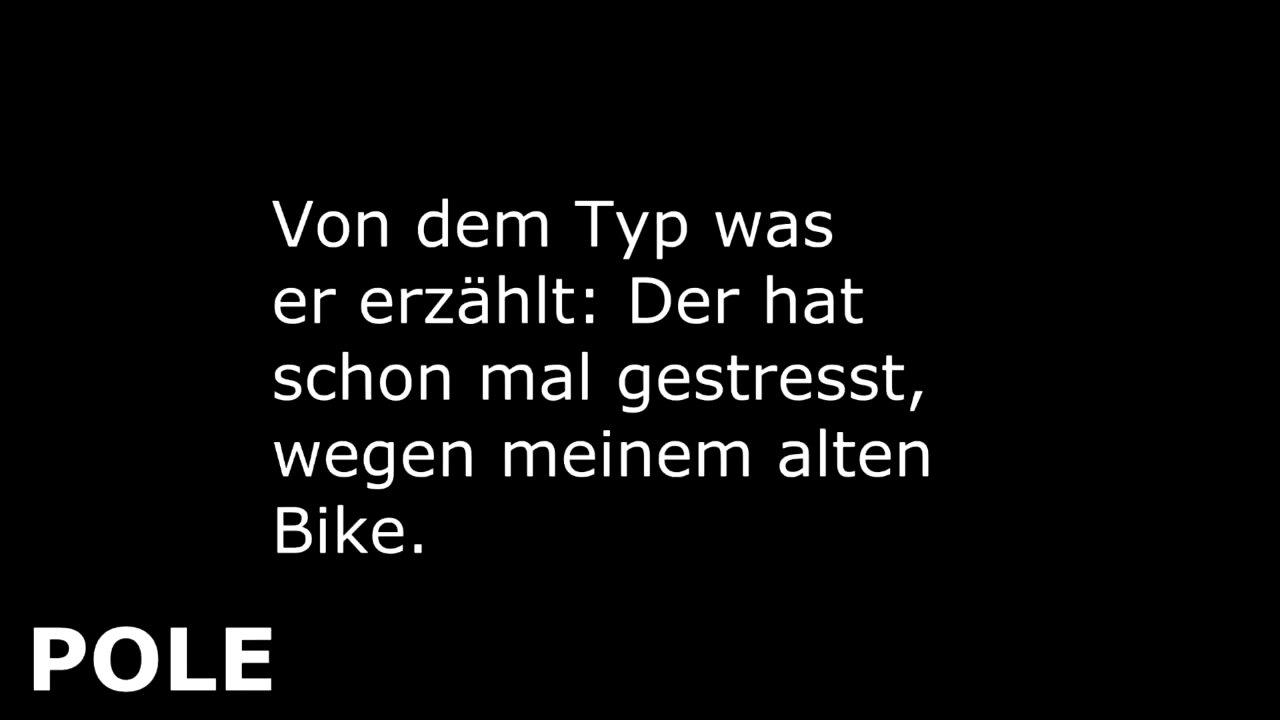 Von dem Typ was
er erzählt: Der hat
schon mal gestresst,
wegen meinem alten
Bike.
POLE